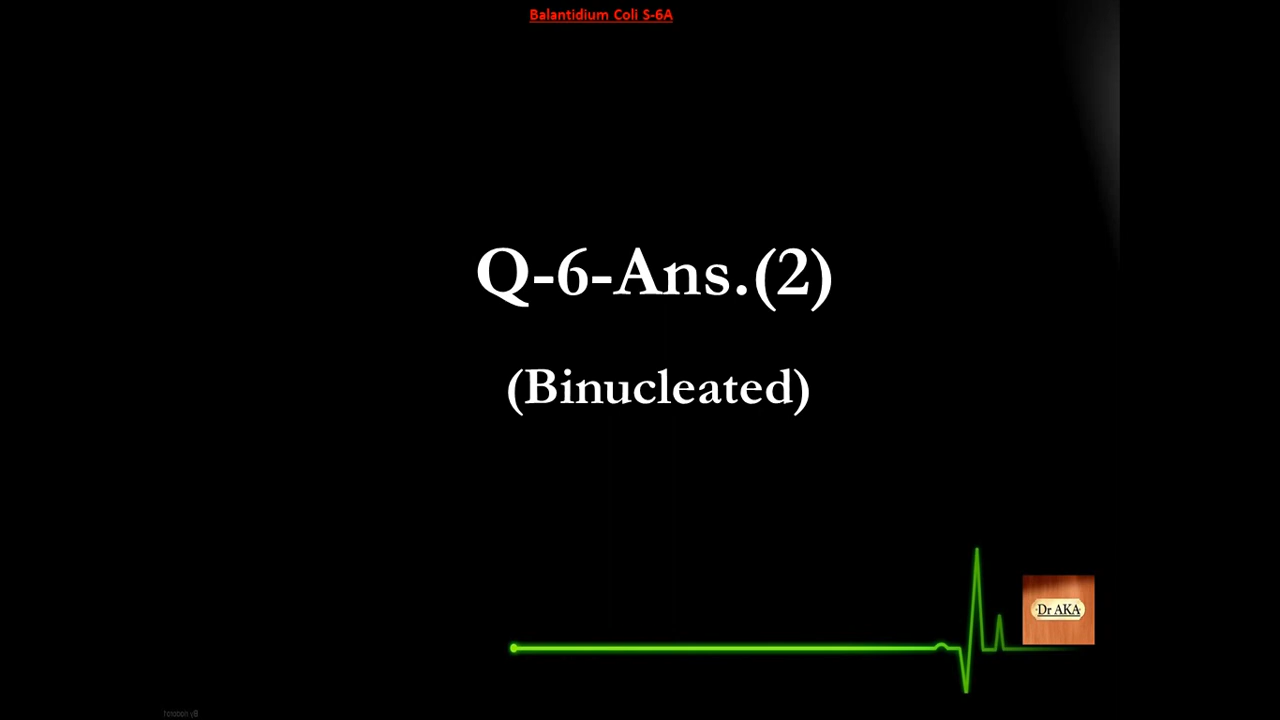 Balantidium Coli S-6A
Q-6-Ans.(2)
(Binucleated)
Dr AKA